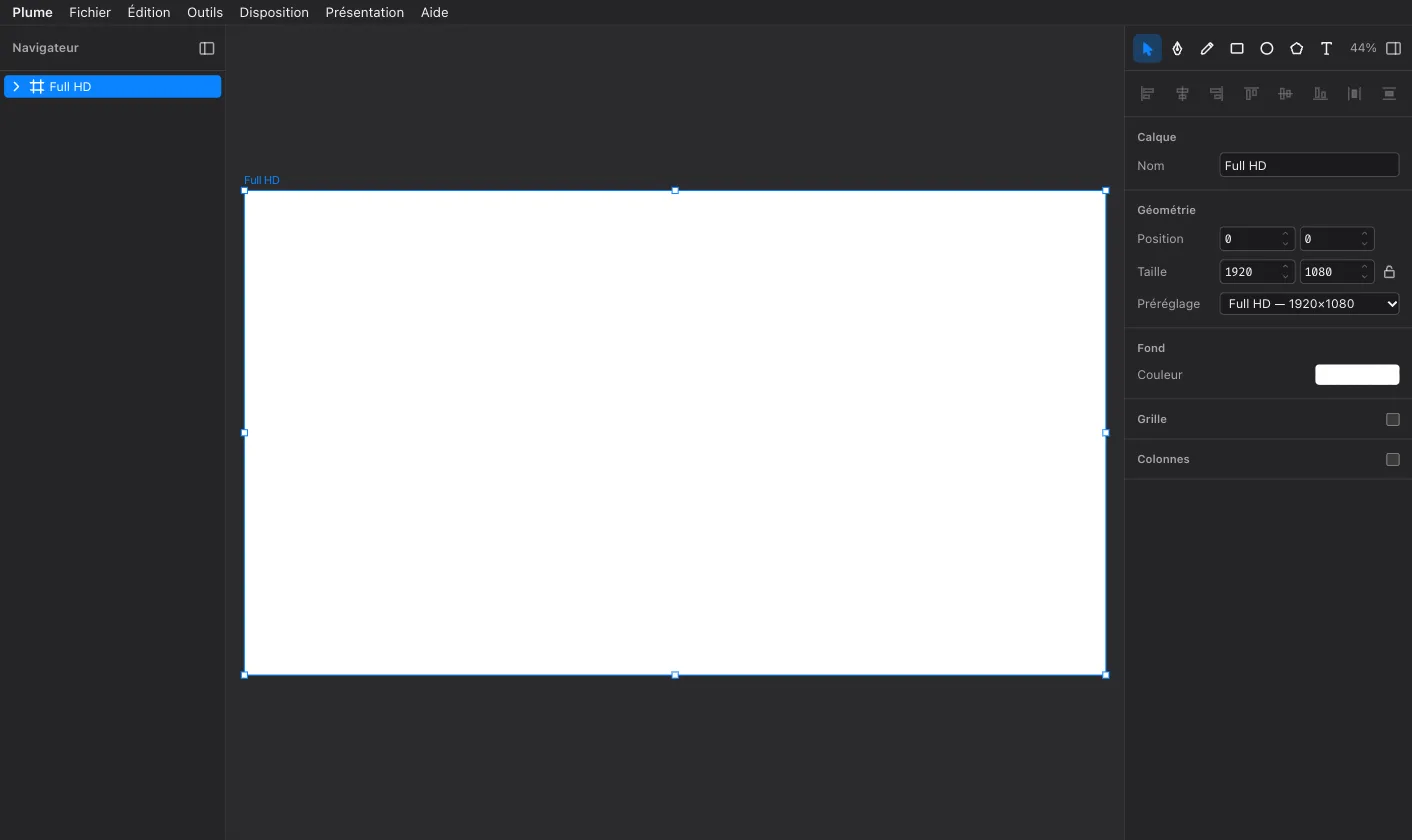 Plume Fichier Édition Outils Disposition Présentation Aide
Navigateur
44%
Full HD
Full HD
Calque
Nom Full HD
Géométrie
Position 0 0
Taille 1920 1080
Préréglage Full HD — 1920×1080
Fond
Couleur
Grille
Colonnes